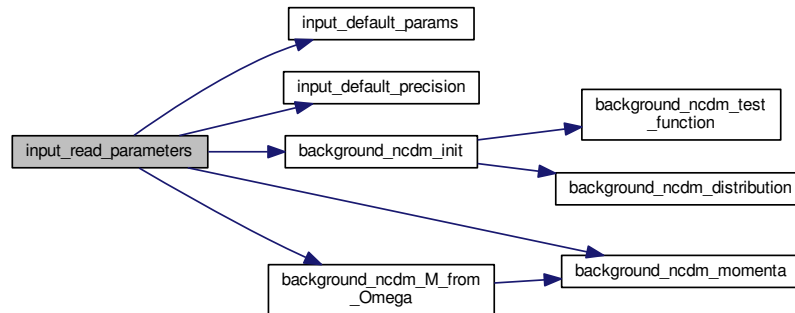 input_default_params
input_default_precision
background_ncdm_test
_function
input_read_parameters
background_ncdm_init
background_ncdm_distribution
background_ncdm_momenta
background_ncdm_M_from
_Omega